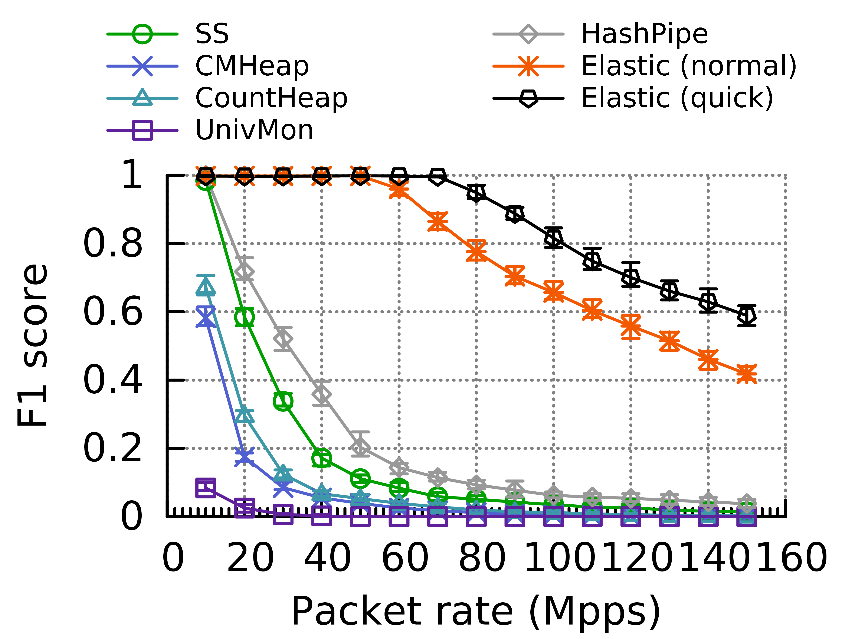 SS
CMHeap
CountHeap
UnivMon
HashPipe
Elastic (normal)
Elastic (quick)
1
0.8
0.6
0.4
0.2
0
0 20 40 60 80 100 120 140 160
F1 score
Packet rate (Mpps)